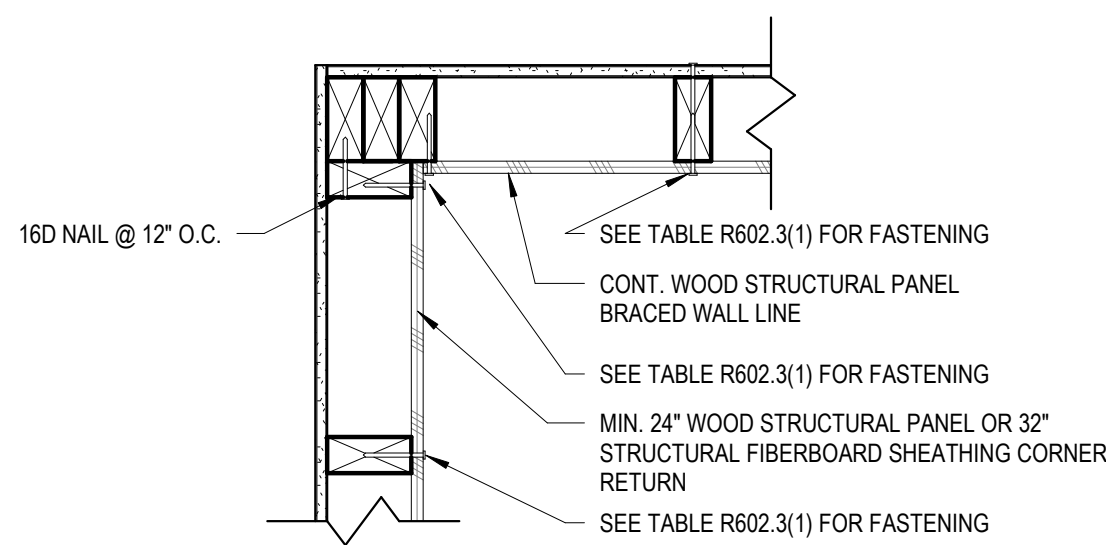 16D NAIL @ 12" O.C.
SEE TABLE R602.3(1) FOR FASTENING
CONT. WOOD STRUCTURAL PANEL
BRACED WALL LINE
SEE TABLE R602.3(1) FOR FASTENING
MIN. 24" WOOD STRUCTURAL PANEL OR 32"
STRUCTURAL FIBERBOARD SHEATHING CORNER
RETURN
SEE TABLE R602.3(1) FOR FASTENING